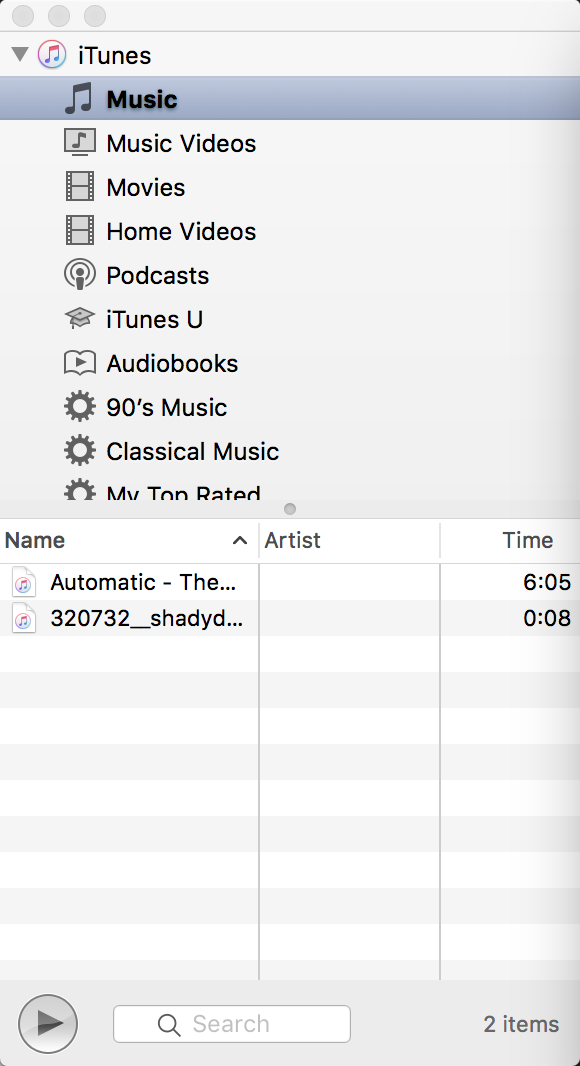 iTunes
Music
Music Videos
Movies
Home Videos
Podcasts
iTunes U
Audiobooks
90’s Music
Classical Music
My Top Rated
Name Artist Time
Automatic - The... 6:05
320732__shadyd... 0:08
Search 2 items